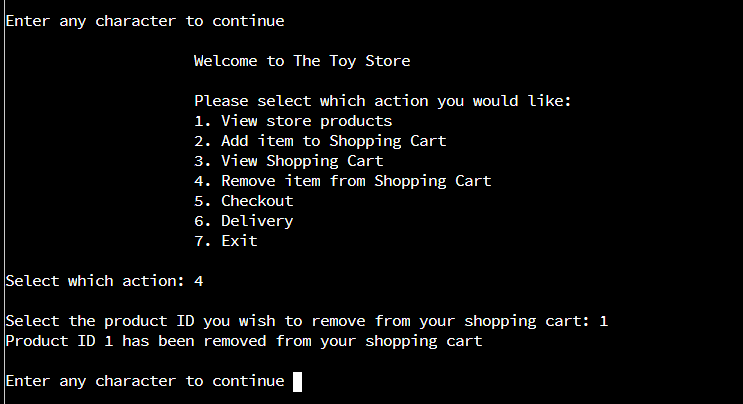 Enter any character to continue
Welcome to The Toy Store
Please select which action you would like:
1. View store products
2. Add item to Shopping Cart
3. View Shopping Cart
4. Remove item from Shopping Cart
5. Checkout
6. Delivery
7. Exit
Select which action: 4
Select the product ID you wish to remove from your shopping cart: 1
Product ID 1 has been removed from your shopping cart
Enter any character to continue